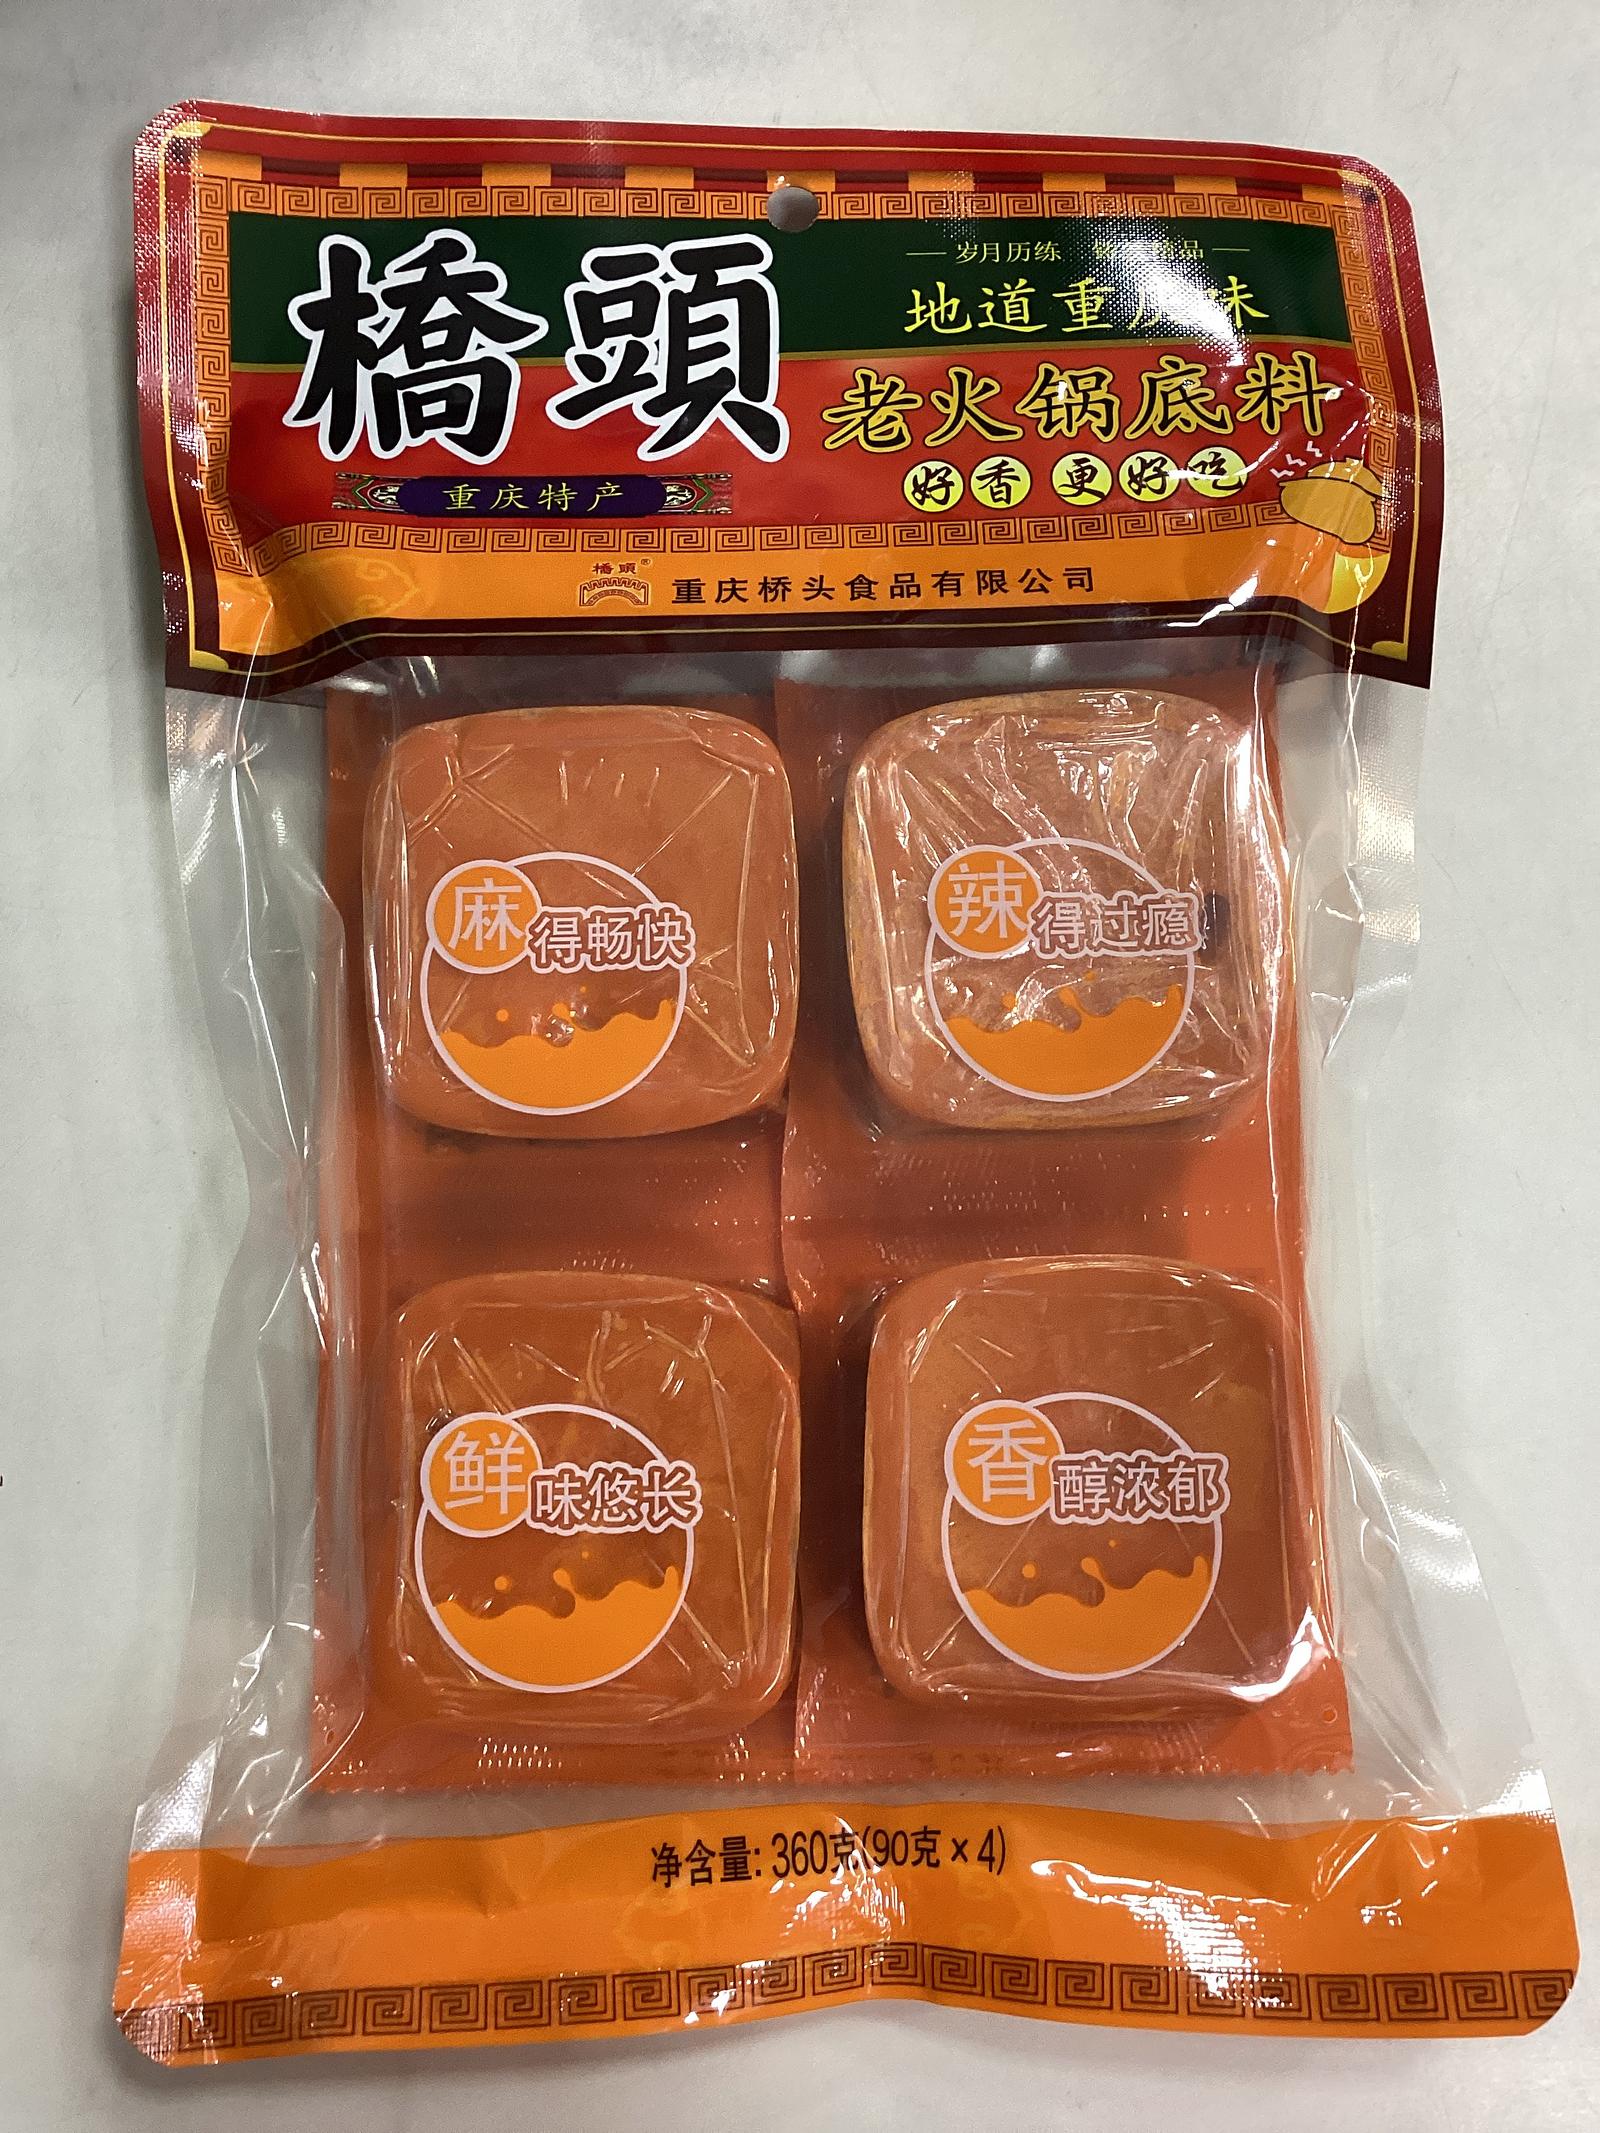 橋頭
岁月历练
地道重庆味
老火锅底料
好香 更好吃
重庆特产
橋頭®
重庆桥头食品有限公司
麻得畅快
辣得过瘾
鲜味悠长
香醇浓郁
净含量: 360克(90克×4)